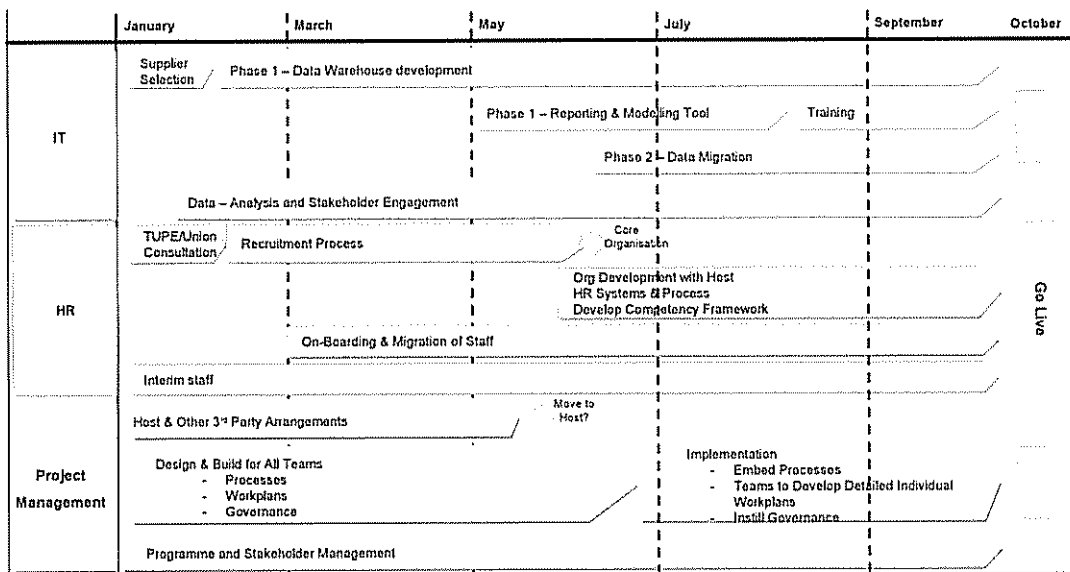 January
March
May
July
September
October
IT
Supplier
Selection
Phase 1 – Data Warehouse development
Phase 1 – Reporting & Modelling Tool
Training
Phase 2 – Data Migration
Data – Analysis and Stakeholder Engagement
HR
TUPE/Union
Consultation
Recruitment Process
Core
Organisation
Org Development with Host
HR Systems & Process
Develop Competency Framework
On-Boarding & Migration of Staff
Interim staff
Go Live
Project
Management
Host & Other 3rd Party Arrangements
Move to
Host?
Design & Build for All Teams
- Processes
- Workplans
- Governance
Implementation
- Embed Processes
- Teams to Develop Detailed Individual
Workplans
- Instill Governance
Programme and Stakeholder Management